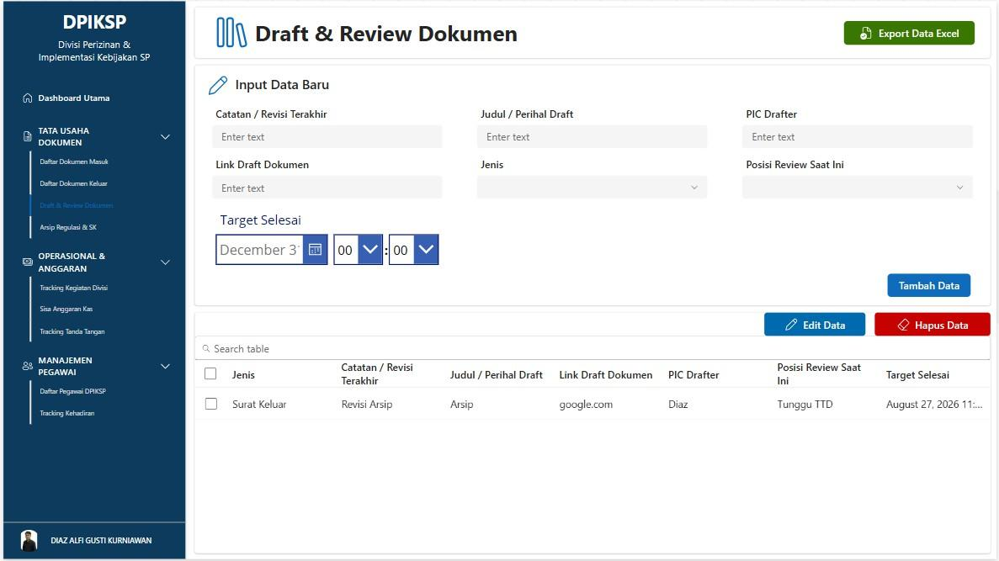 DPIKSP
Divisi Perizinan &
Implementasi Kebijakan SP
Dashboard Utama
TATA USAHA
DOKUMEN
Daftar Dokumen Masuk
Daftar Dokumen Keluar
Draft & Review Dokumen
Arsip Regulasi & SK
OPERASIONAL &
ANGGARAN
Tracking Kegiatan Divisi
Sisa Anggaran Kas
Tracking Tanda Tangan
MANAJEMEN
PEGAWAI
Daftar Pegawai DPIKSP
Tracking Kehadiran
DIAZ ALFI GUSTI KURNIAWAN
Draft & Review Dokumen
Export Data Excel
Input Data Baru
Catatan / Revisi Terakhir
Judul / Perihal Draft
PIC Drafter
Enter text
Enter text
Enter text
Link Draft Dokumen
Jenis
Posisi Review Saat Ini
Enter text
Target Selesai
December 3
00 : 00
Tambah Data
Edit Data
Hapus Data
Search table
Jenis
Catatan / Revisi
Terakhir
Judul / Perihal Draft
Link Draft Dokumen
PIC Drafter
Posisi Review Saat
Ini
Target Selesai
Surat Keluar
Revisi Arsip
Arsip
google.com
Diaz
Tunggu TTD
August 27, 2026 11:...